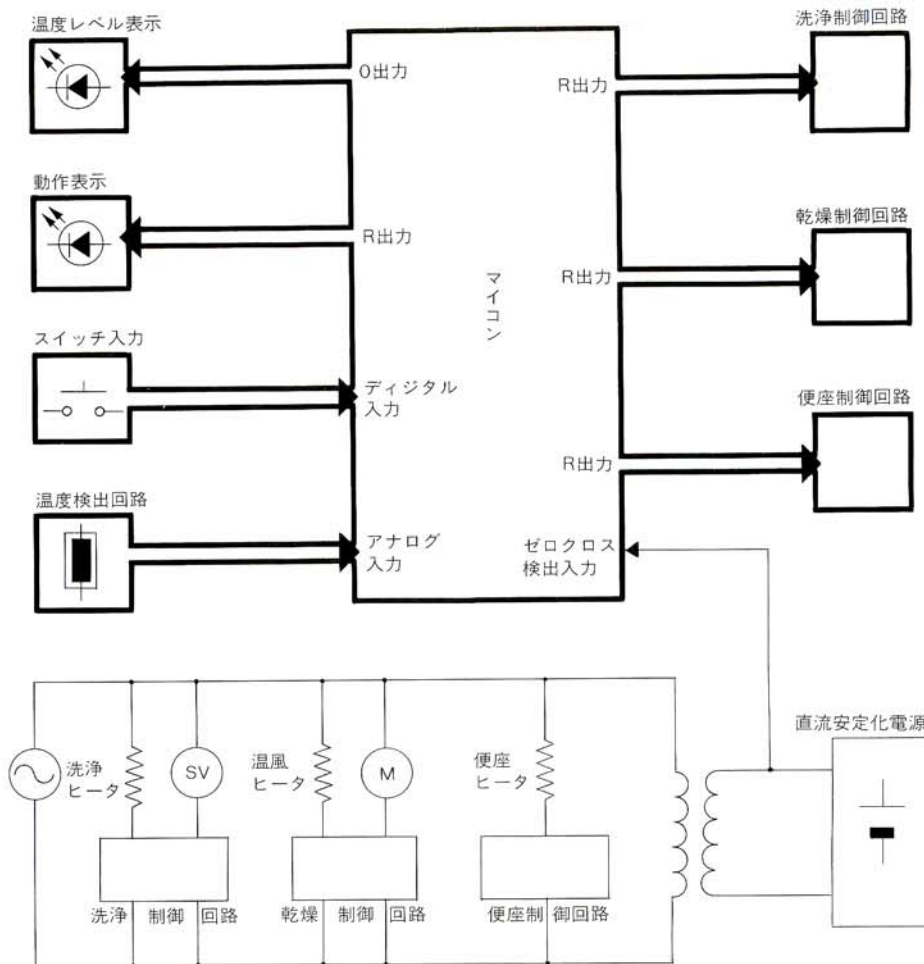 温度レベル表示
O出力
動作表示
R出力
スイッチ入力
ディジタル
入力
温度検出回路
アナログ
入力
マイコン
洗浄制御回路
R出力
乾燥制御回路
R出力
便座制御回路
R出力
ゼロクロス
検出入力
洗浄
ヒータ
SV
洗浄 制御 回路
温風
ヒータ
M
乾燥 制御 回路
便座
ヒータ
便座制 御回路
直流安定化電源